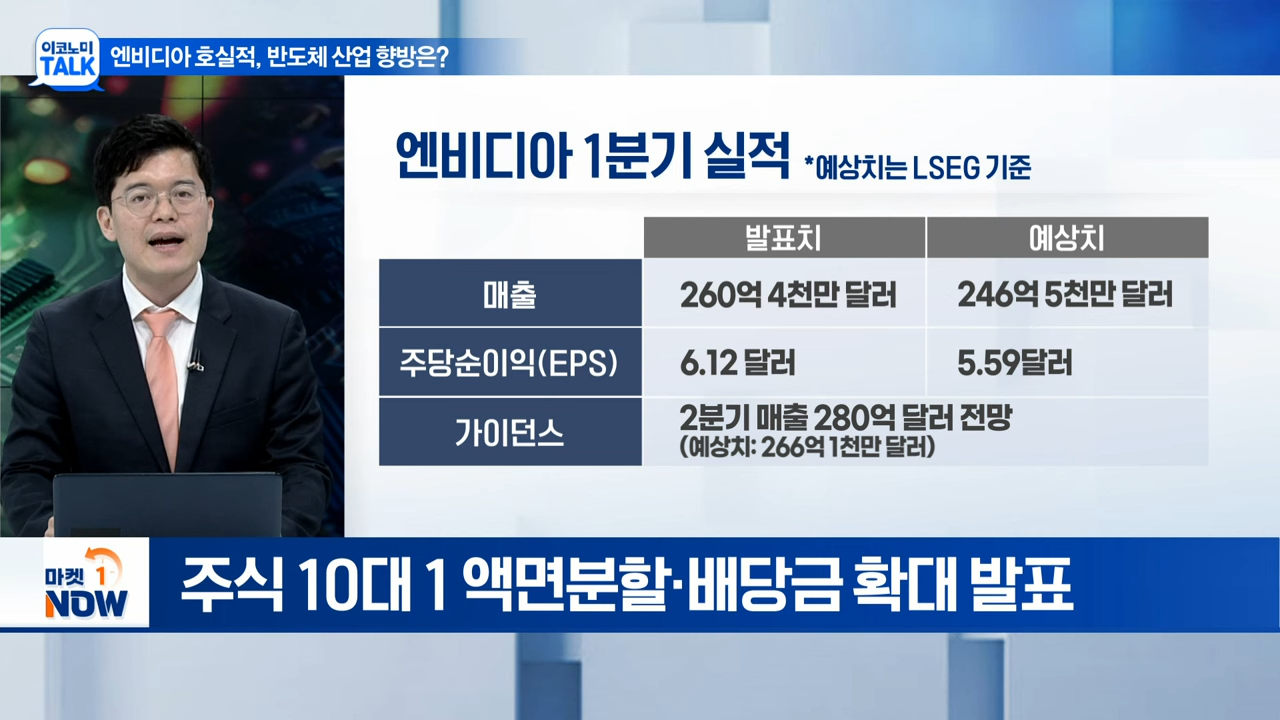 이코노미
TALK
엔비디아 호실적, 반도체 산업 향방은?
엔비디아 1분기 실적 *예상치는 LSEG 기준
발표치 예상치
매출 260억 4천만 달러 246억 5천만 달러
주당순이익(EPS) 6.12 달러 5.59달러
가이던스 2분기 매출 280억 달러 전망
(예상치: 266억 1천만 달러)
마켓 1
NOW
주식 10대 1 액면분할·배당금 확대 발표